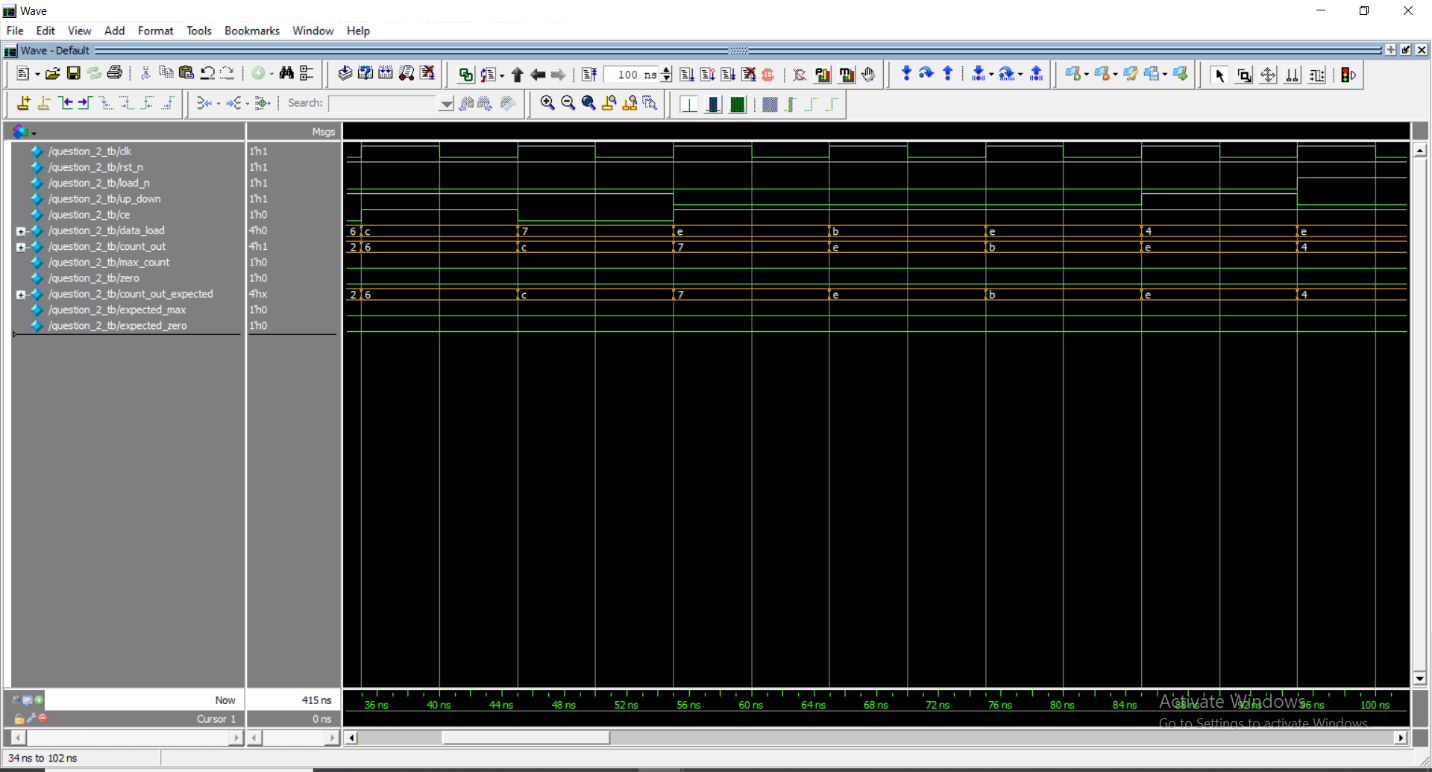 Wave
File Edit View Add Format Tools Bookmarks Window Help
Wave - Default
100 ns
Search:
Msgs
/question_2_tb/clk 1'h1
/question_2_tb/rst_n 1'h1
/question_2_tb/load_n 1'h1
/question_2_tb/up_down 1'h1
/question_2_tb/ce 1'h0
/question_2_tb/data_load 4'h0 6 c 7 e b e 4 e
/question_2_tb/count_out 4'h1 2 6 c 7 e b e 4
/question_2_tb/max_count 1'h0
/question_2_tb/zero 1'h0
/question_2_tb/count_out_expected 4'hx 2 6 c 7 e b e 4
/question_2_tb/expected_max 1'h0
/question_2_tb/expected_zero 1'h0
Now 415 ns 36 ns 40 ns 44 ns 48 ns 52 ns 56 ns 60 ns 64 ns 68 ns 72 ns 76 ns 80 ns 84 ns 88 ns 92 ns 96 ns 100 ns
Activate Windows
Cursor 1 0 ns
Go to Settings to activate Windows.
34 ns to 102 ns